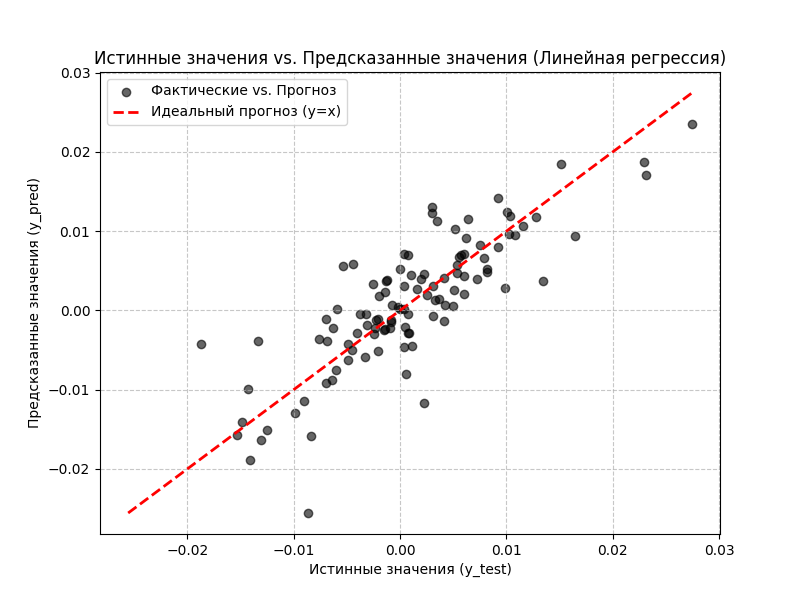 Истинные значения vs. Предсказанные значения (Линейная регрессия)
Фактические vs. Прогноз
Идеальный прогноз (y=x)
Предсказанные значения (y_pred)
0.03
0.02
0.01
0.00
−0.01
−0.02
−0.02 −0.01 0.00 0.01 0.02 0.03
Истинные значения (y_test)